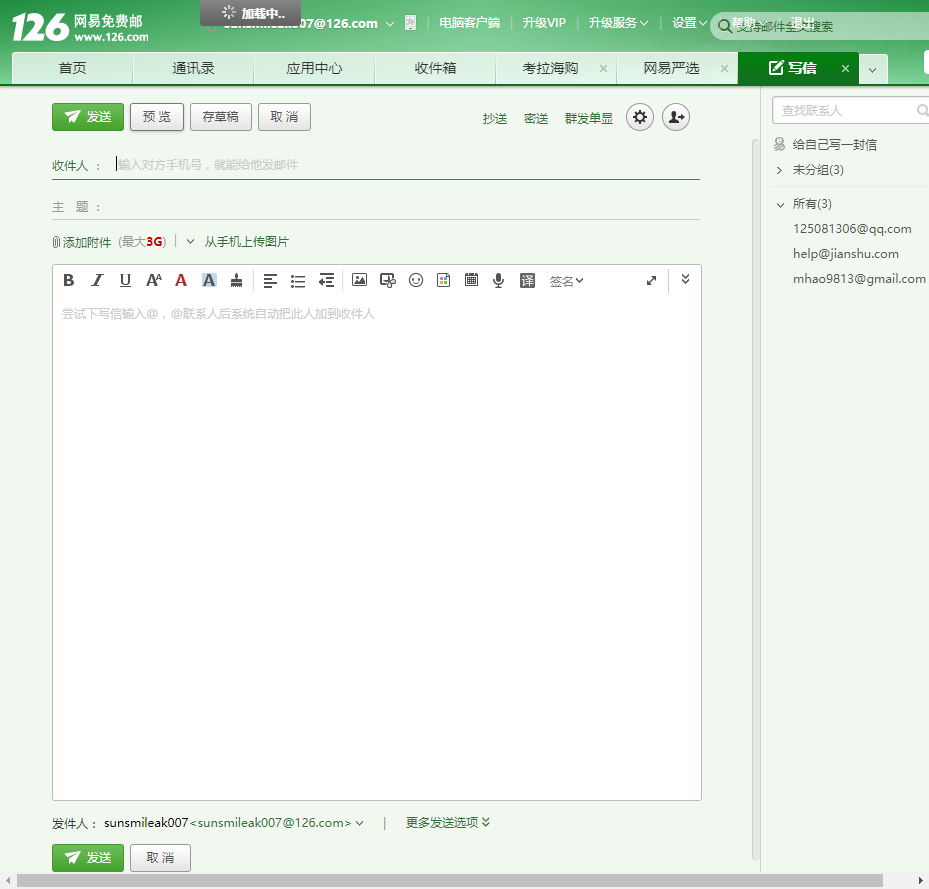 126 网易免费邮
www.126.com
加载中..
sunsmileak007@126.com
电脑客户端 升级VIP 升级服务 设置 帮助 退出
支持邮件全文搜索
首页 通讯录 应用中心 收件箱 考拉海购 网易严选 写信
发送 预 览 存草稿 取 消 抄送 密送 群发单显
收件人 : 输入对方手机号，就能给他发邮件
主 题 :
添加附件 (最大3G) 从手机上传图片
B I U A A A 译 签名
尝试下写信输入@，@联系人后系统自动把此人加到收件人
发件人： sunsmileak007<sunsmileak007@126.com> | 更多发送选项
发送 取 消
查找联系人
给自己写一封信
未分组(3)
所有(3)
125081306@qq.com
help@jianshu.com
mhao9813@gmail.com